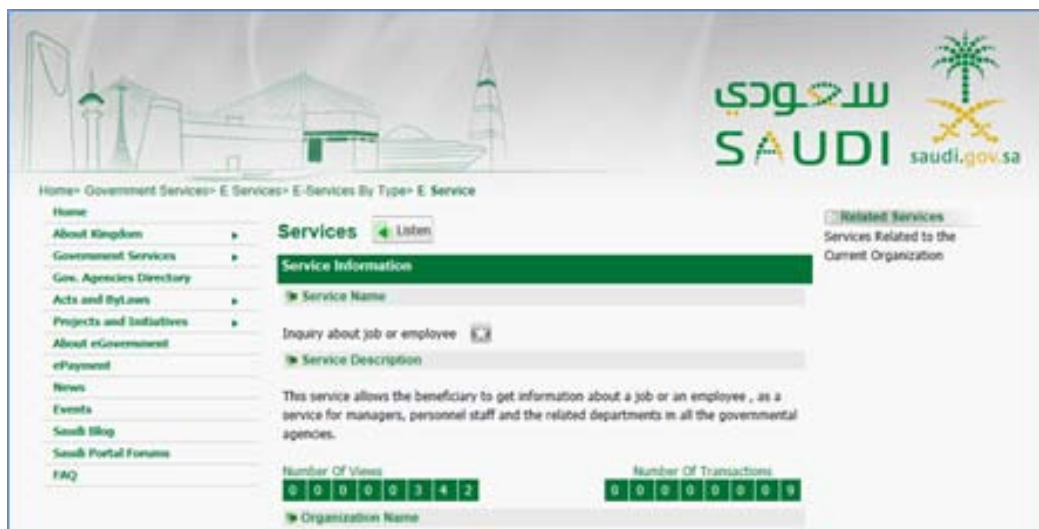 سعودي
SAUDI
saudi.gov.sa
Home> Government Services> E Services> E-Services By Type> E Service
Home
About Kingdom
Government Services
Gov. Agencies Directory
Acts and ByLaws
Projects and Initiatives
About eGovernment
ePayment
News
Events
Saudi Blog
Saudi Portal Forums
FAQ
Services
Listen
Service Information
Service Name
Inquiry about job or employee
Service Description
This service allows the beneficiary to get information about a job or an employee , as a
service for managers, personnel staff and the related departments in all the governmental
agencies.
Number Of Views
0 0 0 0 0 3 4 2
Number Of Transactions
0 0 0 0 0 0 0 9
Organization Name
Related Services
Services Related to the
Current Organization